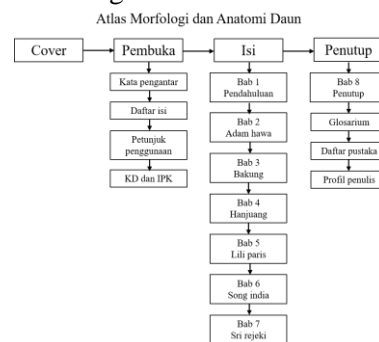 Atlas Morfologi dan Anatomi Daun
Cover
Pembuka
Isi
Penutup
Kata pengantar
Daftar isi
Petunjuk
penggunaan
KD dan IPK
Bab 1
Pendahuluan
Bab 2
Adam hawa
Bab 3
Bakung
Bab 4
Hanjuang
Bab 5
Lili paris
Bab 6
Song india
Bab 7
Sri rejeki
Bab 8
Penutup
Glosarium
Daftar pustaka
Profil penulis